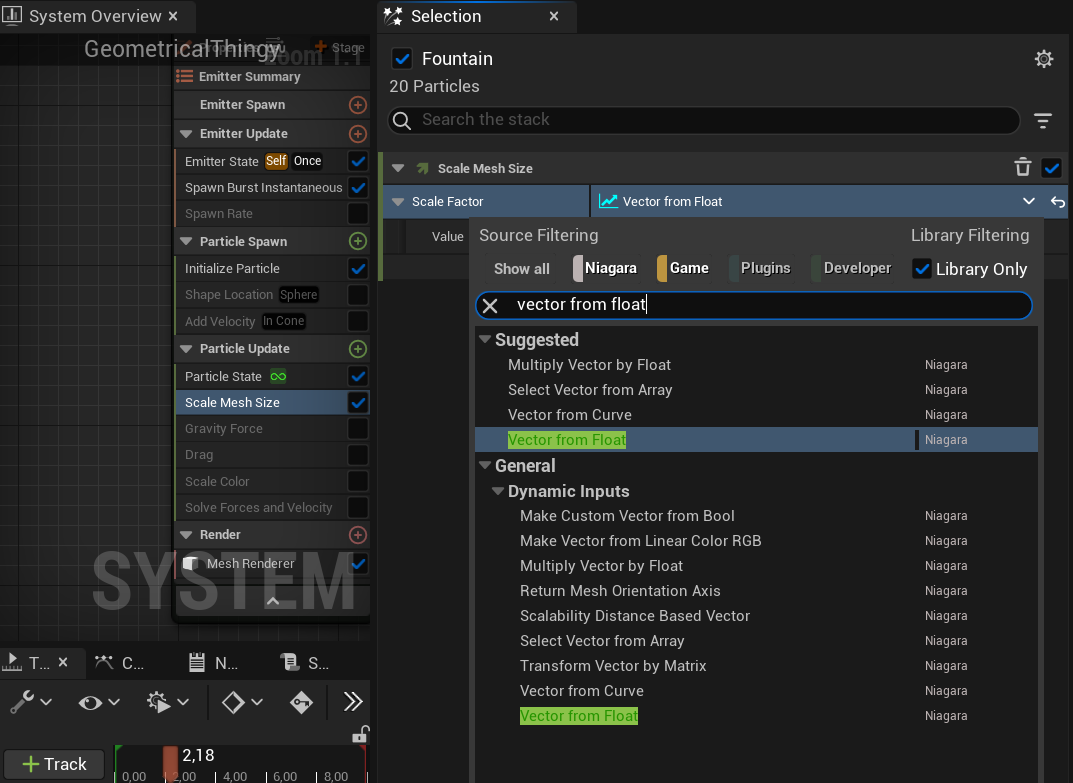 System Overview
GeometricalThingy
Zoom 1:1
Stage
Emitter Summary
Emitter Spawn
Emitter Update
Emitter State Self Once
Spawn Burst Instantaneous
Spawn Rate
Particle Spawn
Initialize Particle
Shape Location Sphere
Add Velocity In Cone
Particle Update
Particle State
Scale Mesh Size
Gravity Force
Drag
Scale Color
Solve Forces and Velocity
Render
Mesh Renderer
SYSTEM
T...
C...
N...
S...
Track
2,18
0,00 2,00 4,00 6,00 8,00
Selection
Fountain
20 Particles
Search the stack
Scale Mesh Size
Scale Factor Vector from Float
Value
Source Filtering Library Filtering
Show all Niagara Game Plugins Developer Library Only
vector from float
Suggested
Multiply Vector by Float Niagara
Select Vector from Array Niagara
Vector from Curve Niagara
Vector from Float Niagara
General
Dynamic Inputs
Make Custom Vector from Bool Niagara
Make Vector from Linear Color RGB Niagara
Multiply Vector by Float Niagara
Return Mesh Orientation Axis Niagara
Scalability Distance Based Vector Niagara
Select Vector from Array Niagara
Transform Vector by Matrix Niagara
Vector from Curve Niagara
Vector from Float Niagara